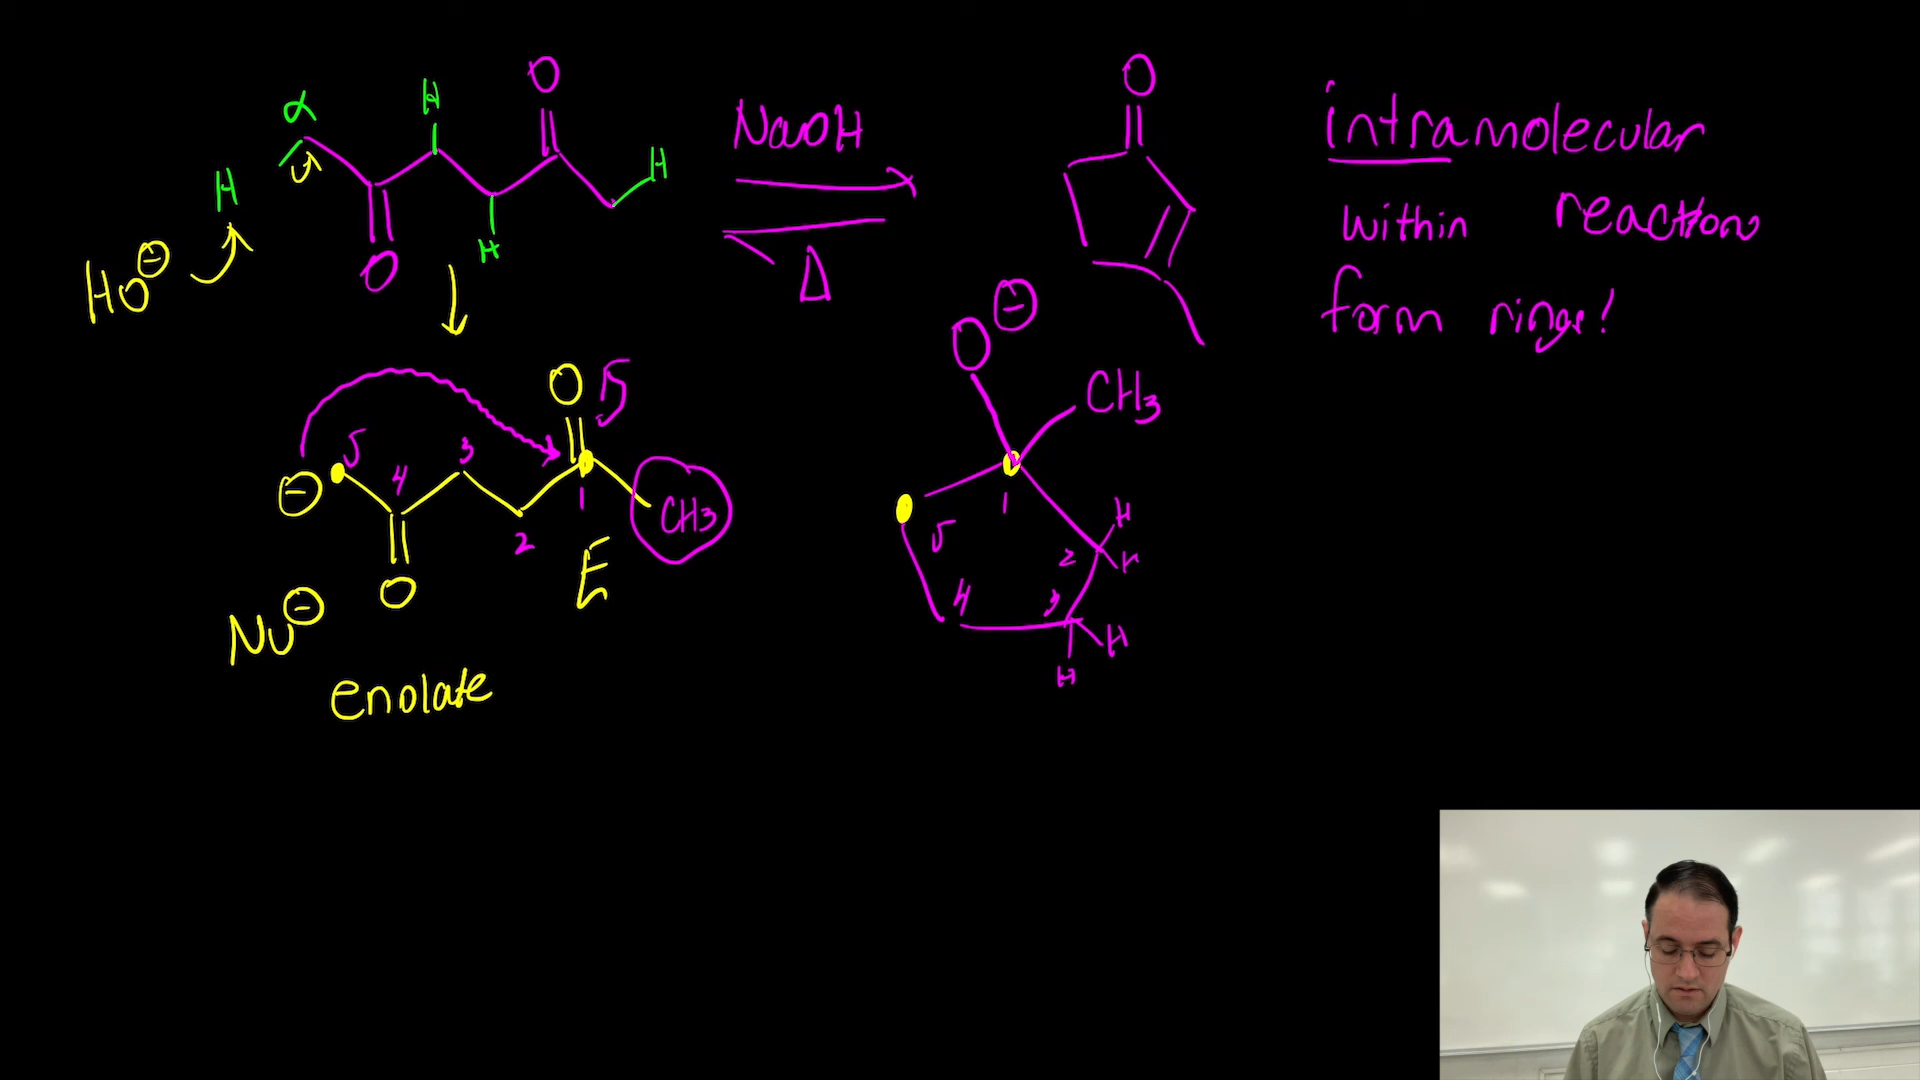 α
H
O
H
H
H
O
HO⊖
NaOH
Δ
O
intramolecular
within reaction
form rings!
O
⊖
5
4
3
2
1
CH3
O
Nu⊖
E
enolate
O⊖
CH3
1
5
2
H
H
4
3
H
H